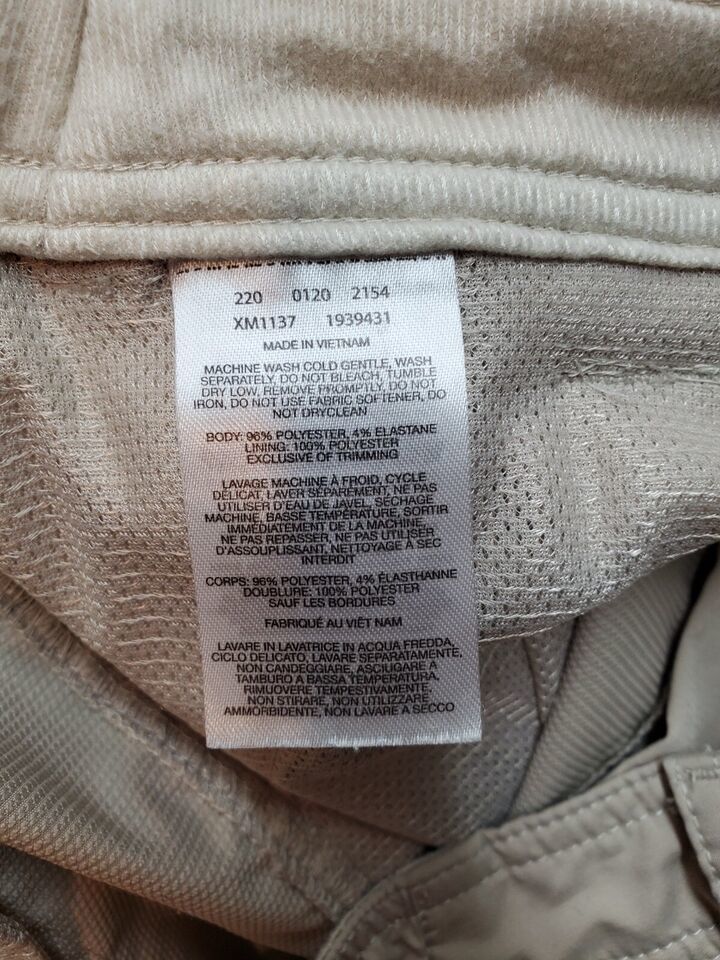 220 0120 2154
XM1137 1939431
MADE IN VIETNAM
MACHINE WASH COLD GENTLE, WASH
SEPARATELY, DO NOT BLEACH, TUMBLE
DRY LOW, REMOVE PROMPTLY, DO NOT
IRON, DO NOT USE FABRIC SOFTENER, DO
NOT DRYCLEAN
BODY: 96% POLYESTER, 4% ELASTANE
LINING: 100% POLYESTER
EXCLUSIVE OF TRIMMING
LAVAGE MACHINE À FROID, CYCLE
DÉLICAT, LAVER SÉPARÉMENT, NE PAS
UTILISER D'EAU DE JAVEL, SÉCHAGE
MACHINE, BASSE TEMPÉRATURE, SORTIR
IMMÉDIATEMENT DE LA MACHINE,
NE PAS REPASSER, NE PAS UTILISER
D'ASSOUPLISSANT, NETTOYAGE À SEC
INTERDIT
CORPS: 96% POLYESTER, 4% ÉLASTHANNE
DOUBLURE: 100% POLYESTER
SAUF LES BORDURES
FABRIQUÉ AU VIÊT NAM
LAVARE IN LAVATRICE IN ACQUA FREDDA,
CICLO DELICATO, LAVARE SEPARATAMENTE,
NON CANDEGGIARE, ASCIUGARE A
TAMBURO A BASSA TEMPERATURA,
RIMUOVERE TEMPESTIVAMENTE,
NON STIRARE, NON UTILIZZARE
AMMORBIDENTE, NON LAVARE A SECCO